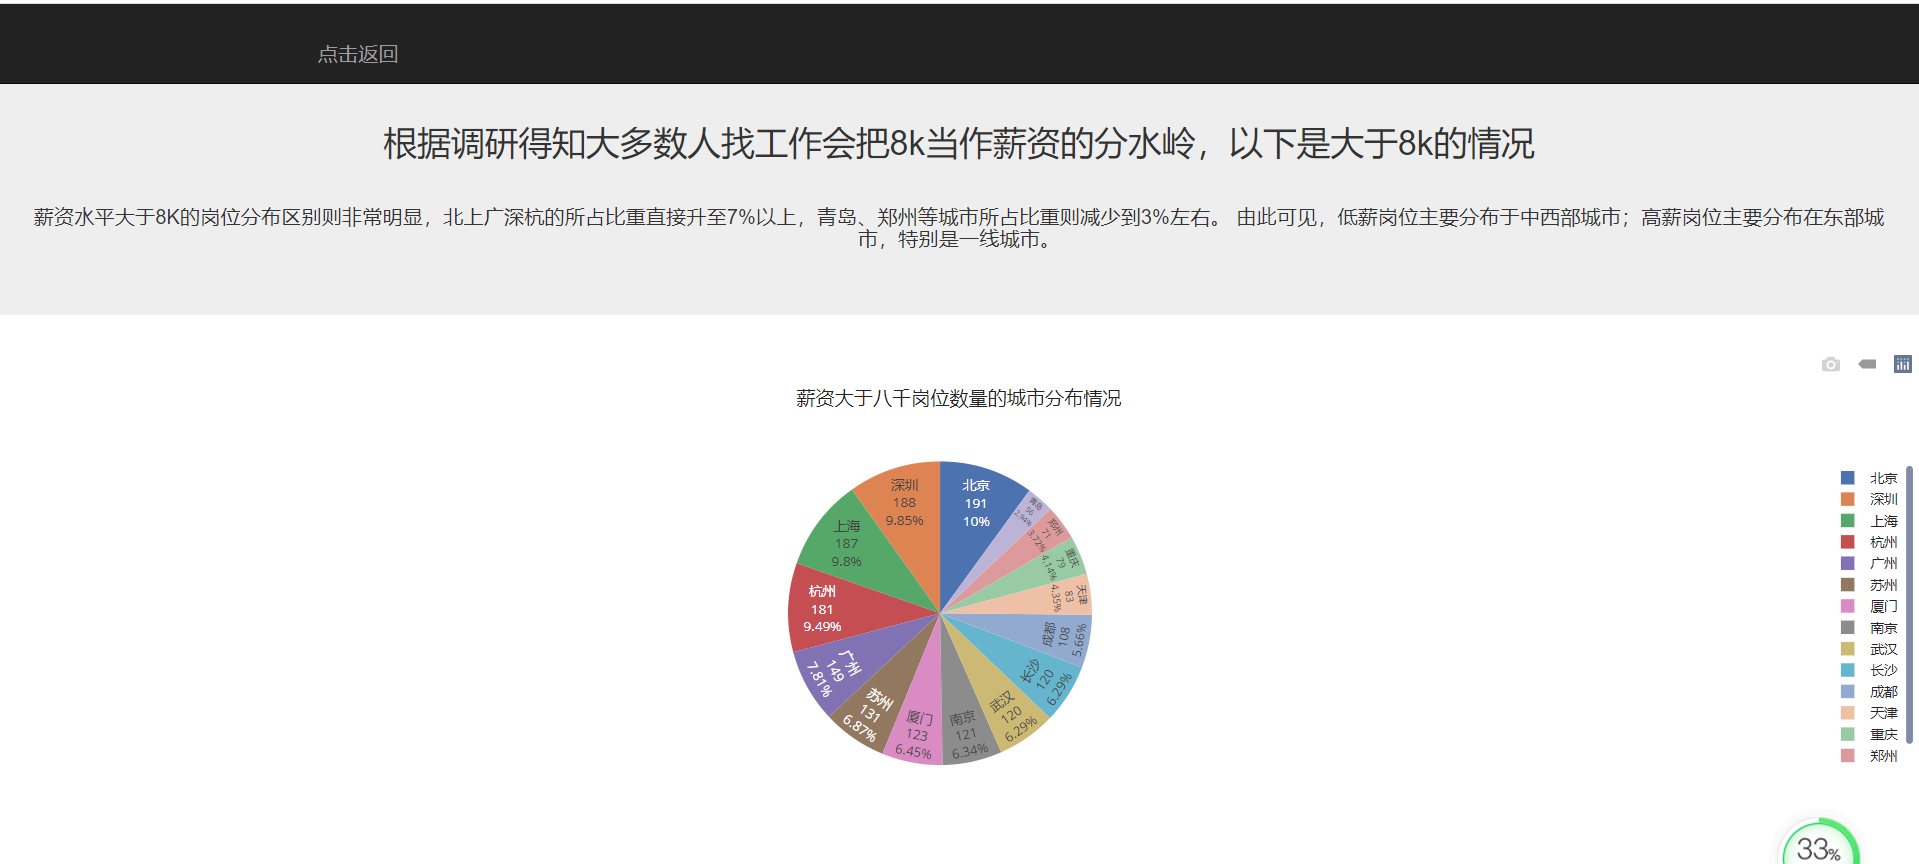 点击返回
根据调研得知大多数人找工作会把8k当作薪资的分水岭，以下是大于8k的情况
薪资水平大于8K的岗位分布区别则非常明显，北上广深杭的所占比重直接升至7%以上，青岛、郑州等城市所占比重则减少到3%左右。 由此可见，低薪岗位主要分布于中西部城市；高薪岗位主要分布在东部城
市，特别是一线城市。
薪资大于八千岗位数量的城市分布情况
北京
191
10%
深圳
188
9.85%
上海
187
9.8%
杭州
181
9.49%
广州
149
7.81%
苏州
131
6.87%
厦门
123
6.45%
南京
121
6.34%
武汉
120
6.29%
长沙
120
6.29%
成都
108
5.66%
天津
83
4.35%
重庆
79
4.14%
郑州
71
3.72%
青岛
56
2.94%
北京
深圳
上海
杭州
广州
苏州
厦门
南京
武汉
长沙
成都
天津
重庆
郑州
33%